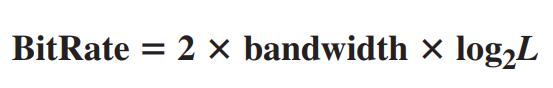 BitRate = 2 × bandwidth × log₂L